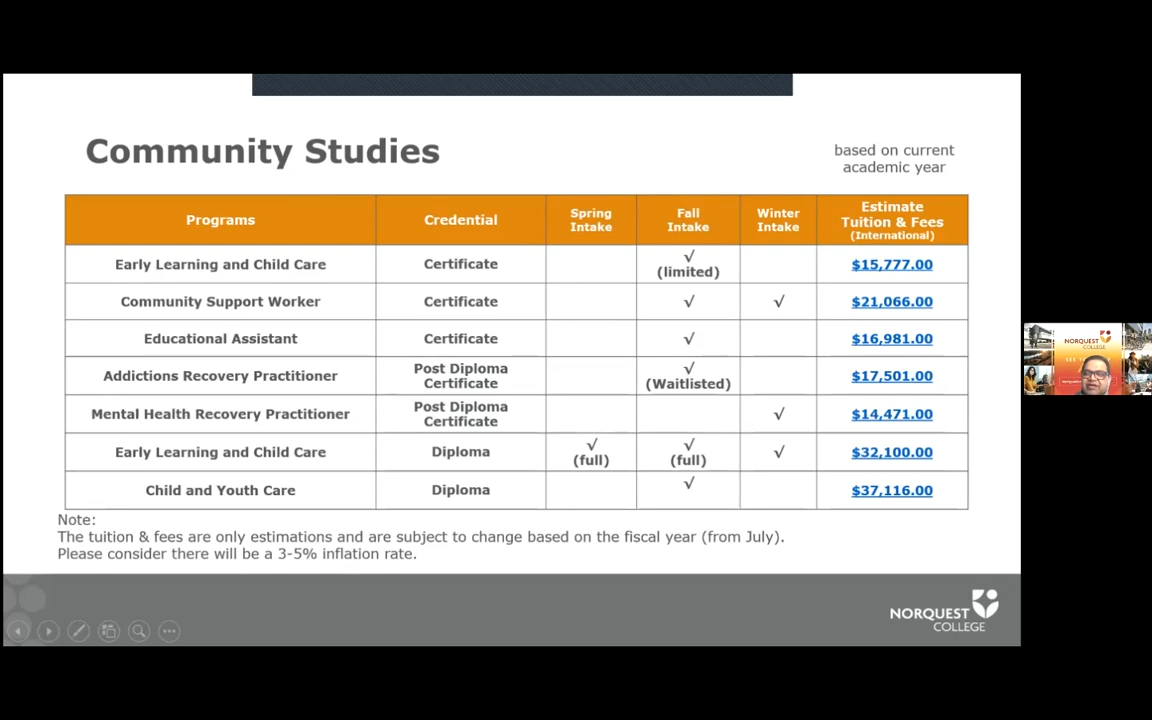 Community Studies
based on current
academic year
Programs Credential Spring Intake Fall Intake Winter Intake Estimate Tuition & Fees (International)
Early Learning and Child Care Certificate √ (limited) $15,777.00
Community Support Worker Certificate √ √ $21,066.00
Educational Assistant Certificate √ $16,981.00
Addictions Recovery Practitioner Post Diploma Certificate √ (Waitlisted) $17,501.00
Mental Health Recovery Practitioner Post Diploma Certificate √ $14,471.00
Early Learning and Child Care Diploma √ (full) √ (full) √ $32,100.00
Child and Youth Care Diploma √ $37,116.00
Note:
The tuition & fees are only estimations and are subject to change based on the fiscal year (from July).
Please consider there will be a 3-5% inflation rate.
NORQUEST
COLLEGE
NORQUEST
COLLEGE